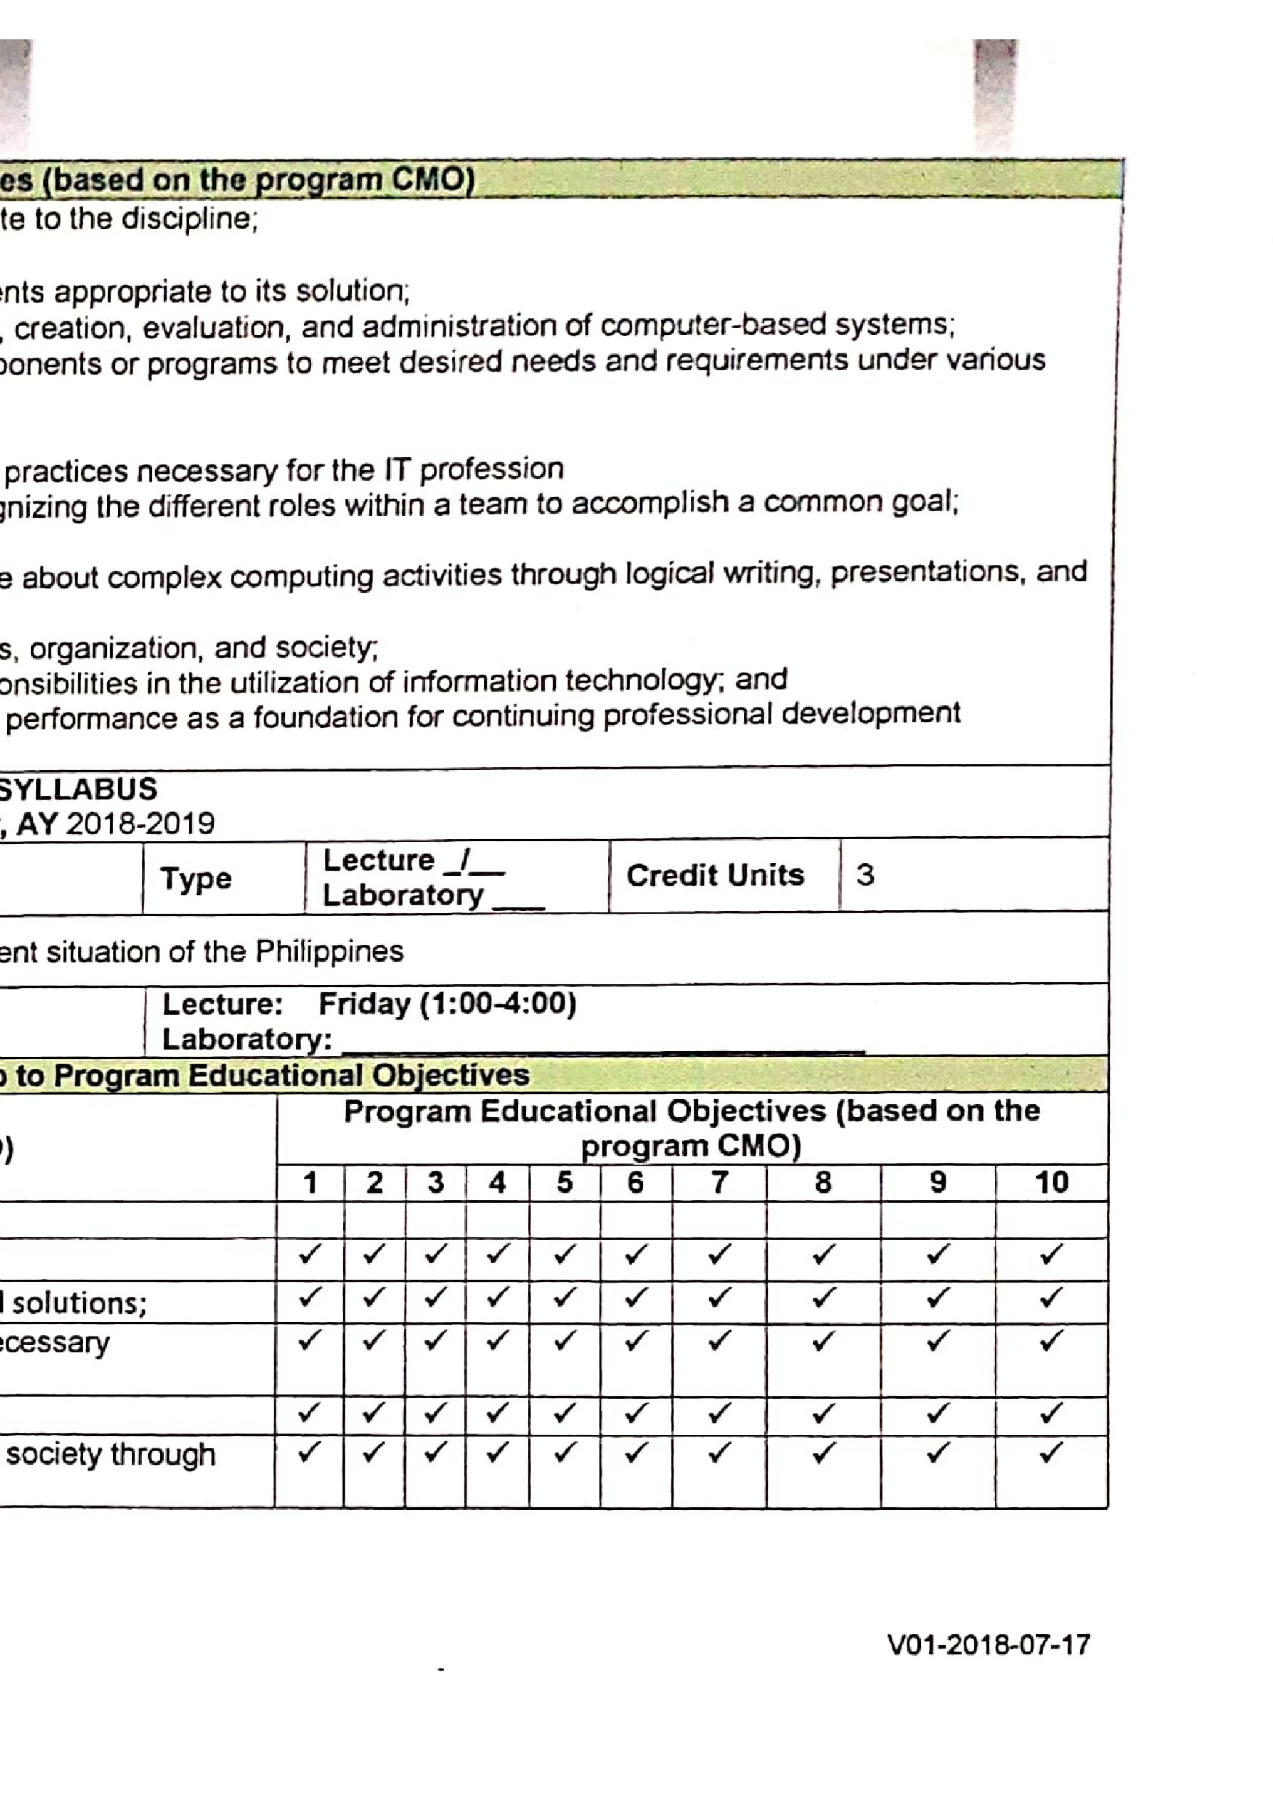 es (based on the program CMO)
te to the discipline;
ents appropriate to its solution;
, creation, evaluation, and administration of computer-based systems;
ponents or programs to meet desired needs and requirements under various
practices necessary for the IT profession
gnizing the different roles within a team to accomplish a common goal;
e about complex computing activities through logical writing, presentations, and
s, organization, and society;
onsibilities in the utilization of information technology; and
performance as a foundation for continuing professional development
SYLLABUS
, AY 2018-2019
Type Lecture _/__ Credit Units 3
Laboratory ___
ent situation of the Philippines
Lecture: Friday (1:00-4:00)
Laboratory: ____
to Program Educational Objectives
Program Educational Objectives (based on the
program CMO)
)
1 2 3 4 5 6 7 8 9 10
✓ ✓ ✓ ✓ ✓ ✓ ✓ ✓ ✓ ✓
solutions; ✓ ✓ ✓ ✓ ✓ ✓ ✓ ✓ ✓ ✓
ecessary ✓ ✓ ✓ ✓ ✓ ✓ ✓ ✓ ✓ ✓
✓ ✓ ✓ ✓ ✓ ✓ ✓ ✓ ✓ ✓
society through ✓ ✓ ✓ ✓ ✓ ✓ ✓ ✓ ✓ ✓
V01-2018-07-17